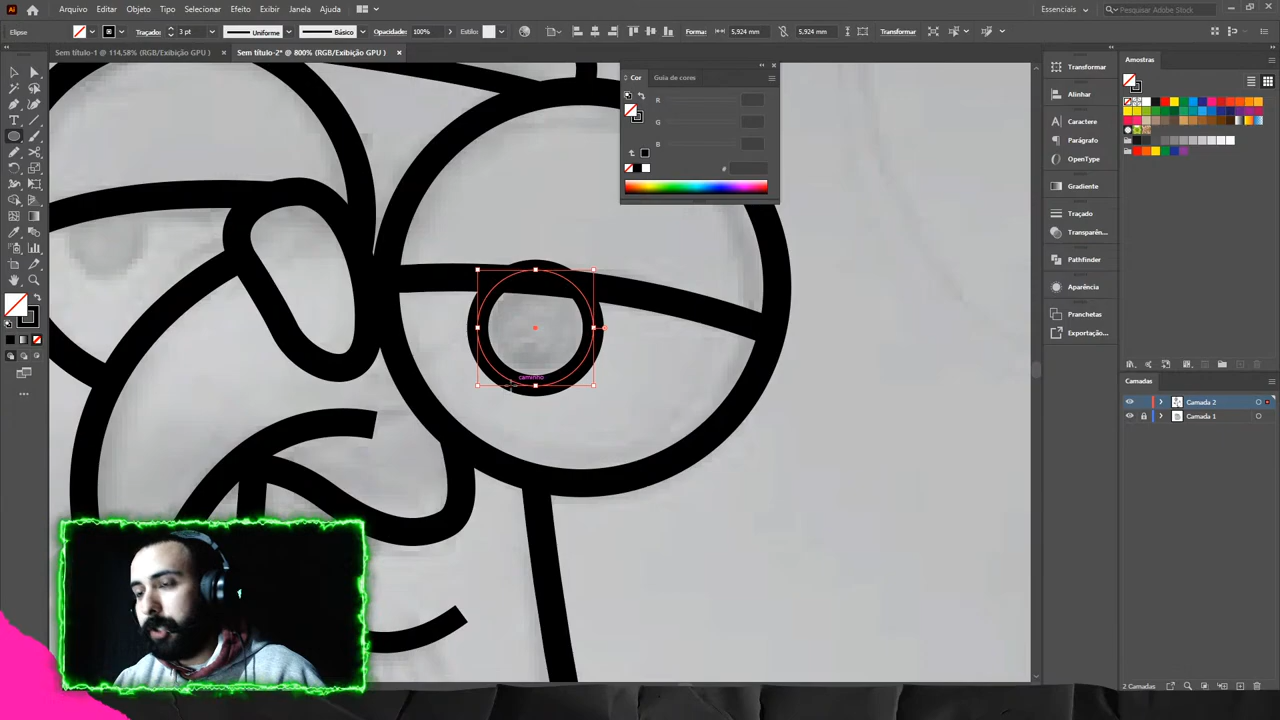 Ai
Arquivo Editar Objeto Tipo Selecionar Efeito Exibir Janela Ajuda
Essenciais
Pesquisar Adobe Stock
Elipse
Traçado: 3 pt
Uniforme
Básico
Opacidade: 100%
Estilo:
Forma: 5,924 mm 5,924 mm
Transformar
Sem título-1 @ 114,58% (RGB/Exibição GPU) ×
Sem título-2* @ 800% (RGB/Exibição GPU) ×
Cor
Guia de cores
R
G
B
#
caminho
Transformar
Alinhar
Caractere
Parágrafo
OpenType
Gradiente
Traçado
Transparên...
Pathfinder
Aparência
Pranchetas
Exportação...
Amostras
Camadas
Camada 2
Camada 1
2 Camadas